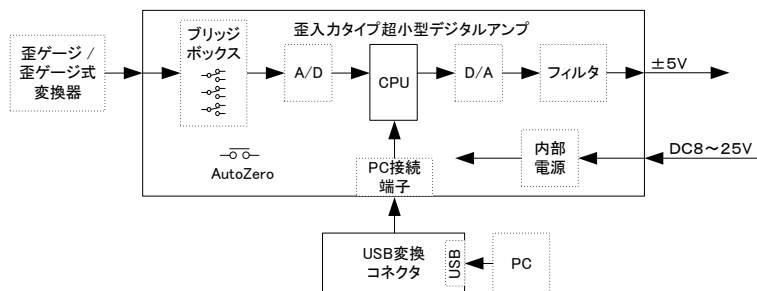 歪入力タイプ超小型デジタルアンプ
歪ゲージ /
歪ゲージ式
変換器
ブリッジ
ボックス
A/D
CPU
D/A
フィルタ
±5V
AutoZero
PC接続
端子
内部
電源
DC8~25V
USB変換
コネクタ
USB
PC